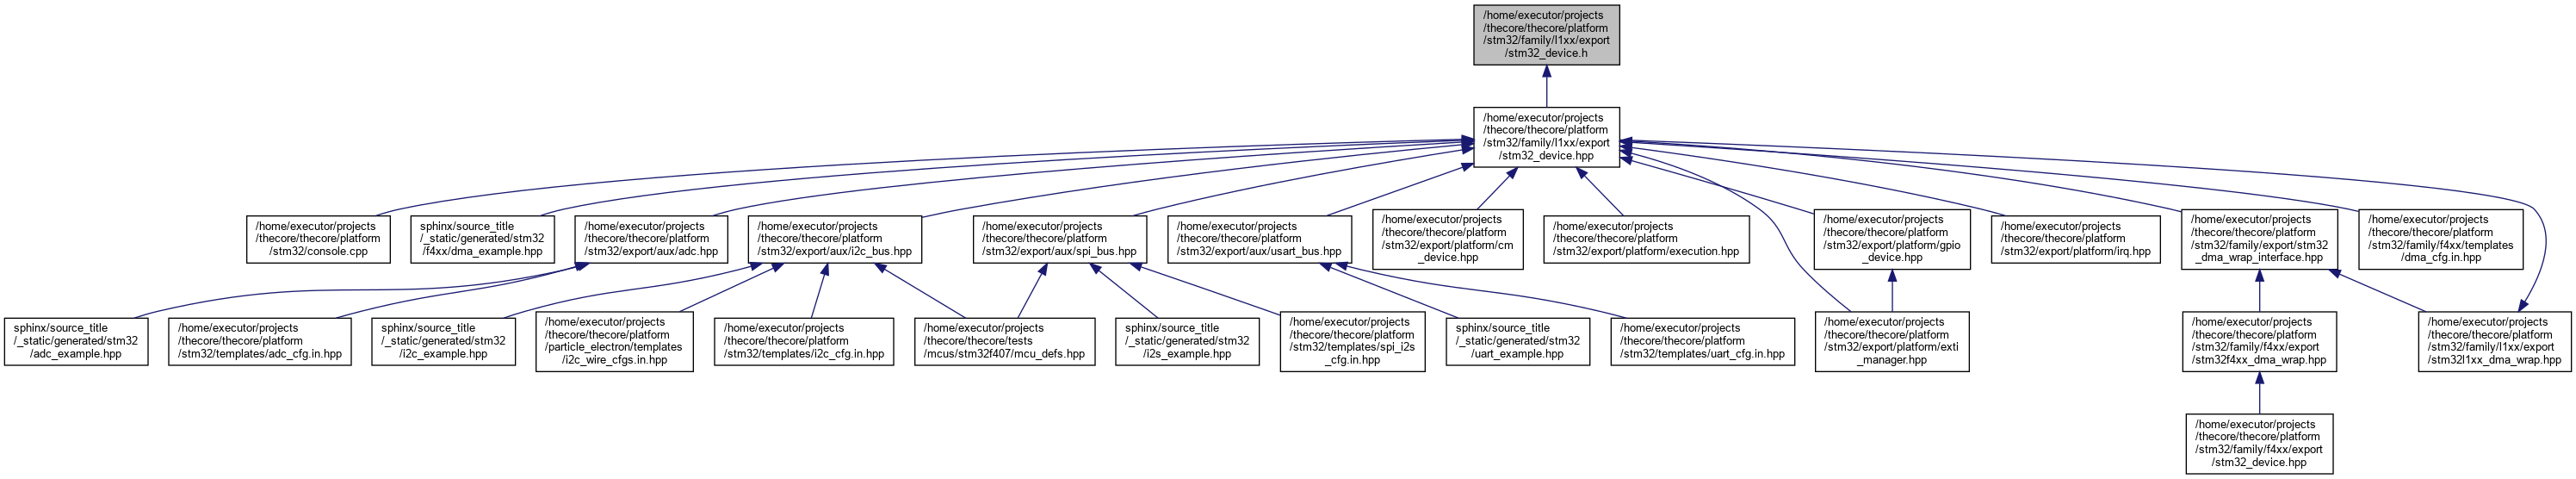 /home/executor/projects
/thecore/thecore/platform
/stm32/family/l1xx/export
/stm32_device.h
/home/executor/projects
/thecore/thecore/platform
/stm32/family/l1xx/export
/stm32_device.hpp
/home/executor/projects
/thecore/thecore/platform
/stm32/console.cpp
sphinx/source_title
/_static/generated/stm32
/f4xx/dma_example.hpp
/home/executor/projects
/thecore/thecore/platform
/stm32/export/aux/adc.hpp
/home/executor/projects
/thecore/thecore/platform
/stm32/export/aux/i2c_bus.hpp
/home/executor/projects
/thecore/thecore/platform
/stm32/export/aux/spi_bus.hpp
/home/executor/projects
/thecore/thecore/platform
/stm32/export/aux/usart_bus.hpp
/home/executor/projects
/thecore/thecore/platform
/stm32/export/platform/cm
_device.hpp
/home/executor/projects
/thecore/thecore/platform
/stm32/export/platform/execution.hpp
/home/executor/projects
/thecore/thecore/platform
/stm32/export/platform/gpio
_device.hpp
/home/executor/projects
/thecore/thecore/platform
/stm32/export/platform/irq.hpp
/home/executor/projects
/thecore/thecore/platform
/stm32/family/export/stm32
_dma_wrap_interface.hpp
/home/executor/projects
/thecore/thecore/platform
/stm32/family/f4xx/templates
/dma_cfg.in.hpp
sphinx/source_title
/_static/generated/stm32
/adc_example.hpp
/home/executor/projects
/thecore/thecore/platform
/stm32/templates/adc_cfg.in.hpp
sphinx/source_title
/_static/generated/stm32
/i2c_example.hpp
/home/executor/projects
/thecore/thecore/platform
/particle_electron/templates
/i2c_wire_cfgs.in.hpp
/home/executor/projects
/thecore/thecore/platform
/stm32/templates/i2c_cfg.in.hpp
/home/executor/projects
/thecore/thecore/tests
/mcus/stm32f407/mcu_defs.hpp
sphinx/source_title
/_static/generated/stm32
/i2s_example.hpp
/home/executor/projects
/thecore/thecore/platform
/stm32/templates/spi_i2s
_cfg.in.hpp
sphinx/source_title
/_static/generated/stm32
/uart_example.hpp
/home/executor/projects
/thecore/thecore/platform
/stm32/templates/uart_cfg.in.hpp
/home/executor/projects
/thecore/thecore/platform
/stm32/export/platform/exti
_manager.hpp
/home/executor/projects
/thecore/thecore/platform
/stm32/family/f4xx/export
/stm32f4xx_dma_wrap.hpp
/home/executor/projects
/thecore/thecore/platform
/stm32/family/l1xx/export
/stm32l1xx_dma_wrap.hpp
/home/executor/projects
/thecore/thecore/platform
/stm32/family/f4xx/export
/stm32_device.hpp